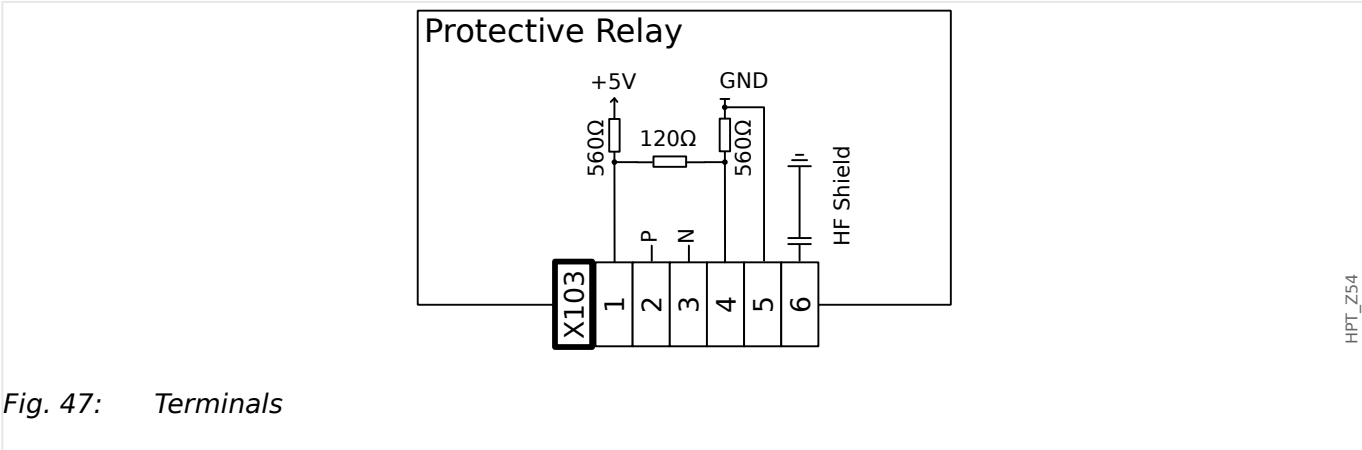 Protective Relay
+5V
GND
560Ω
120Ω
560Ω
HF Shield
P
N
X103
1
2
3
4
5
6
HPT_Z54
Fig. 47: Terminals